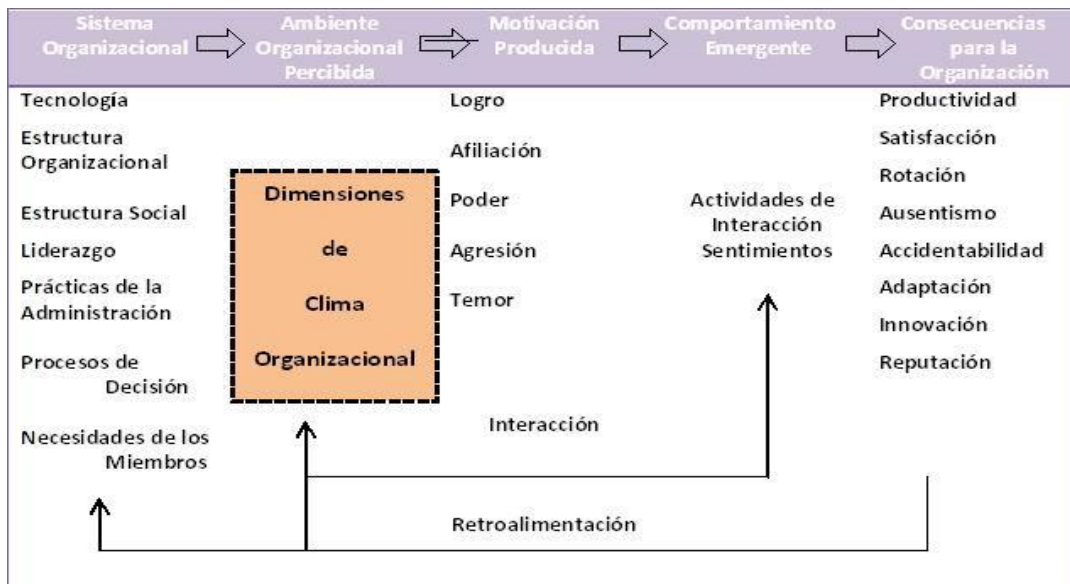 Sistema
Organizacional
Ambiente
Organizacional
Percibida
Motivación
Producida
Comportamiento
Emergente
Consecuencias
para la
Organización
Tecnología
Estructura
Organizacional
Estructura Social
Liderazgo
Prácticas de la
Administración
Procesos de
Decisión
Necesidades de los
Miembros
Dimensiones
de
Clima
Organizacional
Logro
Afiliación
Poder
Agresión
Temor
Actividades de
Interacción
Sentimientos
Productividad
Satisfacción
Rotación
Ausentismo
Accidentabilidad
Adaptación
Innovación
Reputación
Interacción
Retroalimentación